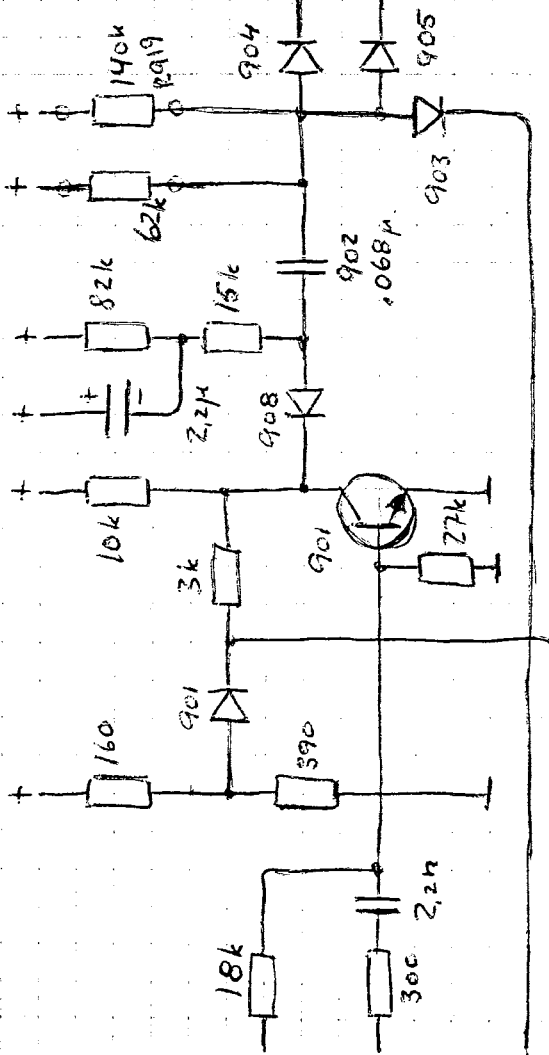 140k
R919
904
905
+
+
62k
903
902
.068µ
82k
15k
+
+
+
-
2,2µ
908
+
10k
901
27k
3k
901
+
160
390
2,2n
18k
300